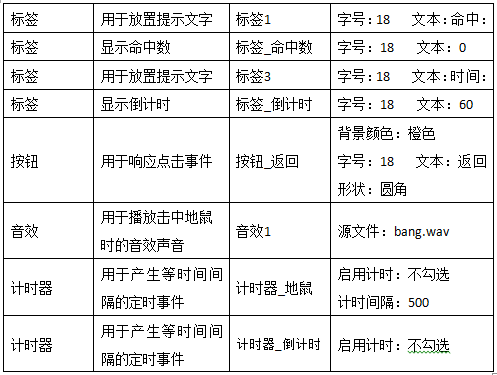 标签 用于放置提示文字 标签1 字号：18 文本：命中：
标签 显示命中数 标签_命中数 字号：18 文本：0
标签 用于放置提示文字 标签3 字号：18 文本：时间：
标签 显示倒计时 标签_倒计时 字号：18 文本：60
按钮 用于响应点击事件 按钮_返回 背景颜色：橙色
字号：18 文本：返回
形状：圆角
音效 用于播放击中地鼠
时的音效声音 音效1 源文件：bang.wav
计时器 用于产生等时间间
隔的定时事件 计时器_地鼠 启用计时：不勾选
计时间隔：500
计时器 用于产生等时间间
隔的定时事件 计时器_倒计时 启用计时：不勾选